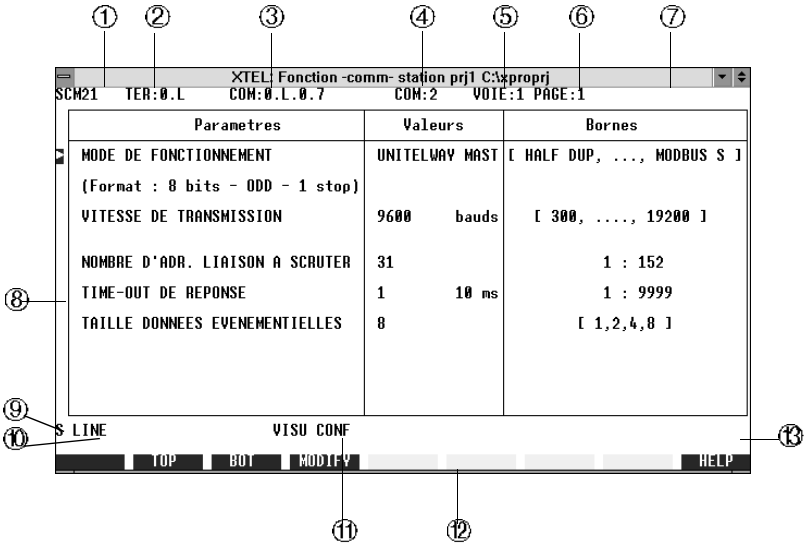 ① ② ③ ④ ⑤ ⑥ ⑦
XTEL: Fonction -comm- station prj1 C:\xproprj
SCM21 TER:0.L COM:0.L.0.7 COM:2 VOIE:1 PAGE:1
Parametres Valeurs Bornes
MODE DE FONCTIONNEMENT UNITELWAY MAST [ HALF DUP, ..., MODBUS S ]
(Format : 8 bits - ODD - 1 stop)
VITESSE DE TRANSMISSION 9600 bauds [ 300, ...., 19200 ]
NOMBRE D'ADR. LIAISON A SCRUTER 31 1 : 152
⑧
TIME-OUT DE REPONSE 1 10 ms 1 : 9999
TAILLE DONNEES EVENEMENTIELLES 8 [ 1,2,4,8 ]
⑨
⑩ S LINE VISU CONF ⑬
TOP BOT MODIFY HELP
⑪ ⑫